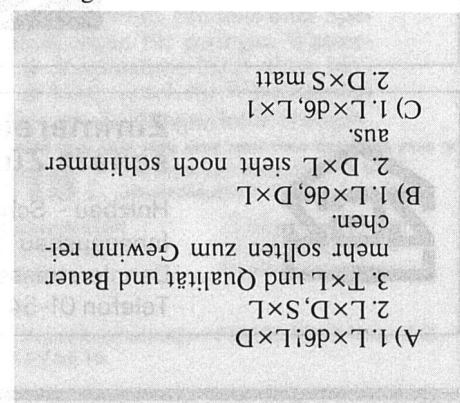 A) 1. L×d6! L×D
2. L×D, S×L
3 T×1 und Qualität und Bauer
mehr sollten zum Gewinn rei-
chen.
B) 1. L×d6, D×L
2. D×L sieht noch schlimmer
aus.
C) 1. L×d6, L×1
2. D×S matt